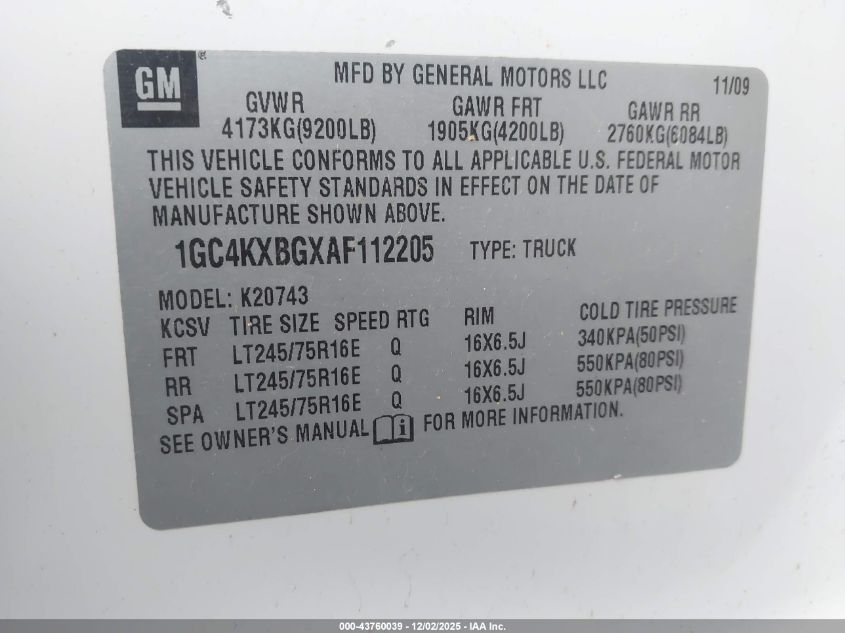 GM ®
MFD BY GENERAL MOTORS LLC 11/09
GVWR GAWR FRT GAWR RR
4173KG(9200LB) 1905KG(4200LB) 2760KG(6084LB)
THIS VEHICLE CONFORMS TO ALL APPLICABLE U.S. FEDERAL MOTOR
VEHICLE SAFETY STANDARDS IN EFFECT ON THE DATE OF
MANUFACTURE SHOWN ABOVE.
1GC4KXBGXAF112205 TYPE: TRUCK
MODEL: K20743
KCSV TIRE SIZE SPEED RTG RIM COLD TIRE PRESSURE
FRT LT245/75R16E Q 16X6.5J 340KPA(50PSI)
RR LT245/75R16E Q 16X6.5J 550KPA(80PSI)
SPA LT245/75R16E Q 16X6.5J 550KPA(80PSI)
SEE OWNER'S MANUAL i FOR MORE INFORMATION.
000-43760039 - 12/02/2025 - IAA Inc.